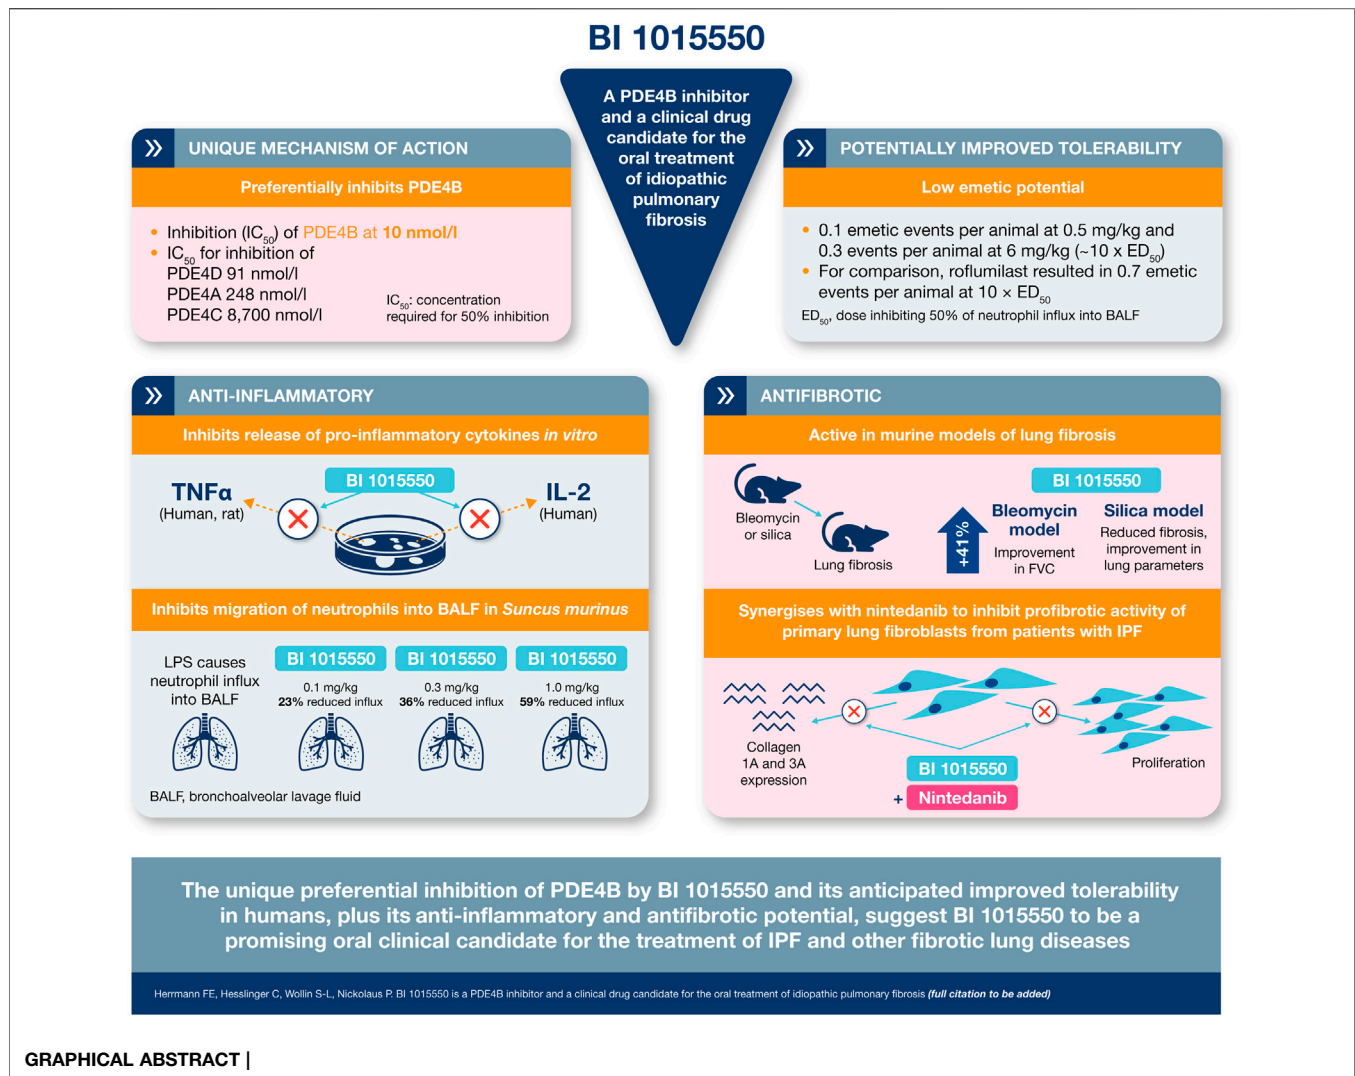 BI 1015550
A PDE4B inhibitor
and a clinical drug
candidate for the
oral treatment
of idiopathic
pulmonary
fibrosis
UNIQUE MECHANISM OF ACTION
Preferentially inhibits PDE4B
• Inhibition (IC50) of PDE4B at 10 nmol/l
• IC50 for inhibition of
PDE4D 91 nmol/l
PDE4A 248 nmol/l
PDE4C 8,700 nmol/l
IC50: concentration
required for 50% inhibition
POTENTIALLY IMPROVED TOLERABILITY
Low emetic potential
• 0.1 emetic events per animal at 0.5 mg/kg and
0.3 events per animal at 6 mg/kg (~10 x ED50)
• For comparison, roflumilast resulted in 0.7 emetic
events per animal at 10 × ED50
ED50, dose inhibiting 50% of neutrophil influx into BALF
ANTI-INFLAMMATORY
Inhibits release of pro-inflammatory cytokines in vitro
BI 1015550
TNFα
(Human, rat)
IL-2
(Human)
Inhibits migration of neutrophils into BALF in Suncus murinus
LPS causes
neutrophil influx
into BALF
BI 1015550
0.1 mg/kg
23% reduced influx
BI 1015550
0.3 mg/kg
36% reduced influx
BI 1015550
1.0 mg/kg
59% reduced influx
BALF, bronchoalveolar lavage fluid
ANTIFIBROTIC
Active in murine models of lung fibrosis
Bleomycin
or silica
Lung fibrosis
BI 1015550
+41%
Bleomycin
model
Improvement
in FVC
Silica model
Reduced fibrosis,
improvement in
lung parameters
Synergises with nintedanib to inhibit profibrotic activity of
primary lung fibroblasts from patients with IPF
Collagen
1A and 3A
expression
Proliferation
BI 1015550
+ Nintedanib
The unique preferential inhibition of PDE4B by BI 1015550 and its anticipated improved tolerability
in humans, plus its anti-inflammatory and antifibrotic potential, suggest BI 1015550 to be a
promising oral clinical candidate for the treatment of IPF and other fibrotic lung diseases
Herrmann FE, Hesslinger C, Wollin S-L, Nickolaus P. BI 1015550 is a PDE4B inhibitor and a clinical drug candidate for the oral treatment of idiopathic pulmonary fibrosis (full citation to be added)
GRAPHICAL ABSTRACT |